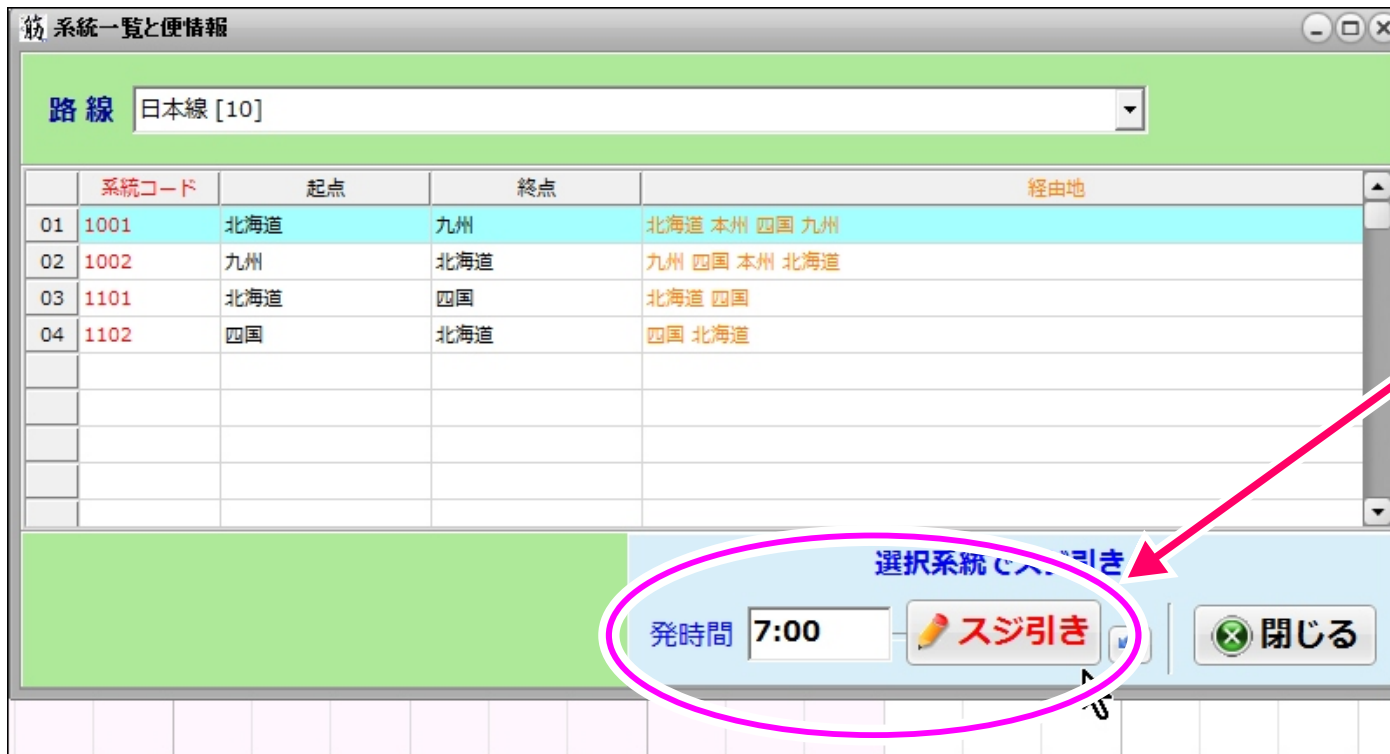 筋 系統一覧と便情報
路 線 日本線 [10]
系統コード 起点 終点 経由地
01 1001 北海道 九州 北海道 本州 四国 九州
02 1002 九州 北海道 九州 四国 本州 北海道
03 1101 北海道 四国 北海道 四国
04 1102 四国 北海道 四国 北海道
選択系統でスジ引き
発時間 7:00 スジ引き 閉じる